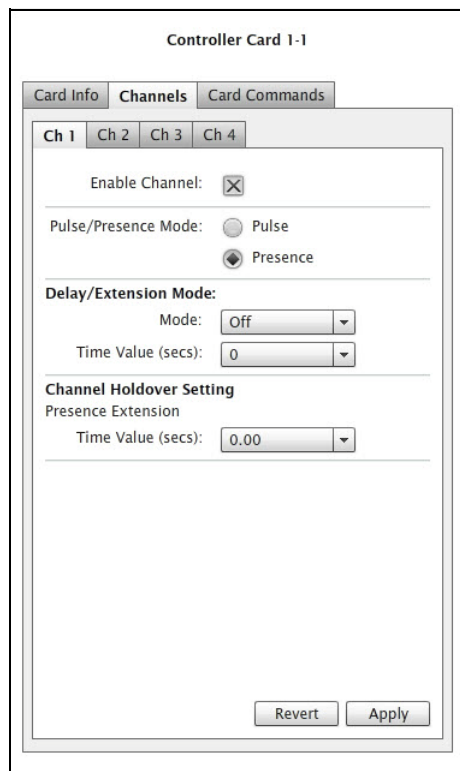 Controller Card 1-1
Card Info Channels Card Commands
Ch 1 Ch 2 Ch 3 Ch 4
Enable Channel:
Pulse/Presence Mode: Pulse
Presence
Delay/Extension Mode:
Mode: Off
Time Value (secs): 0
Channel Holdover Setting
Presence Extension
Time Value (secs): 0.00
Revert Apply